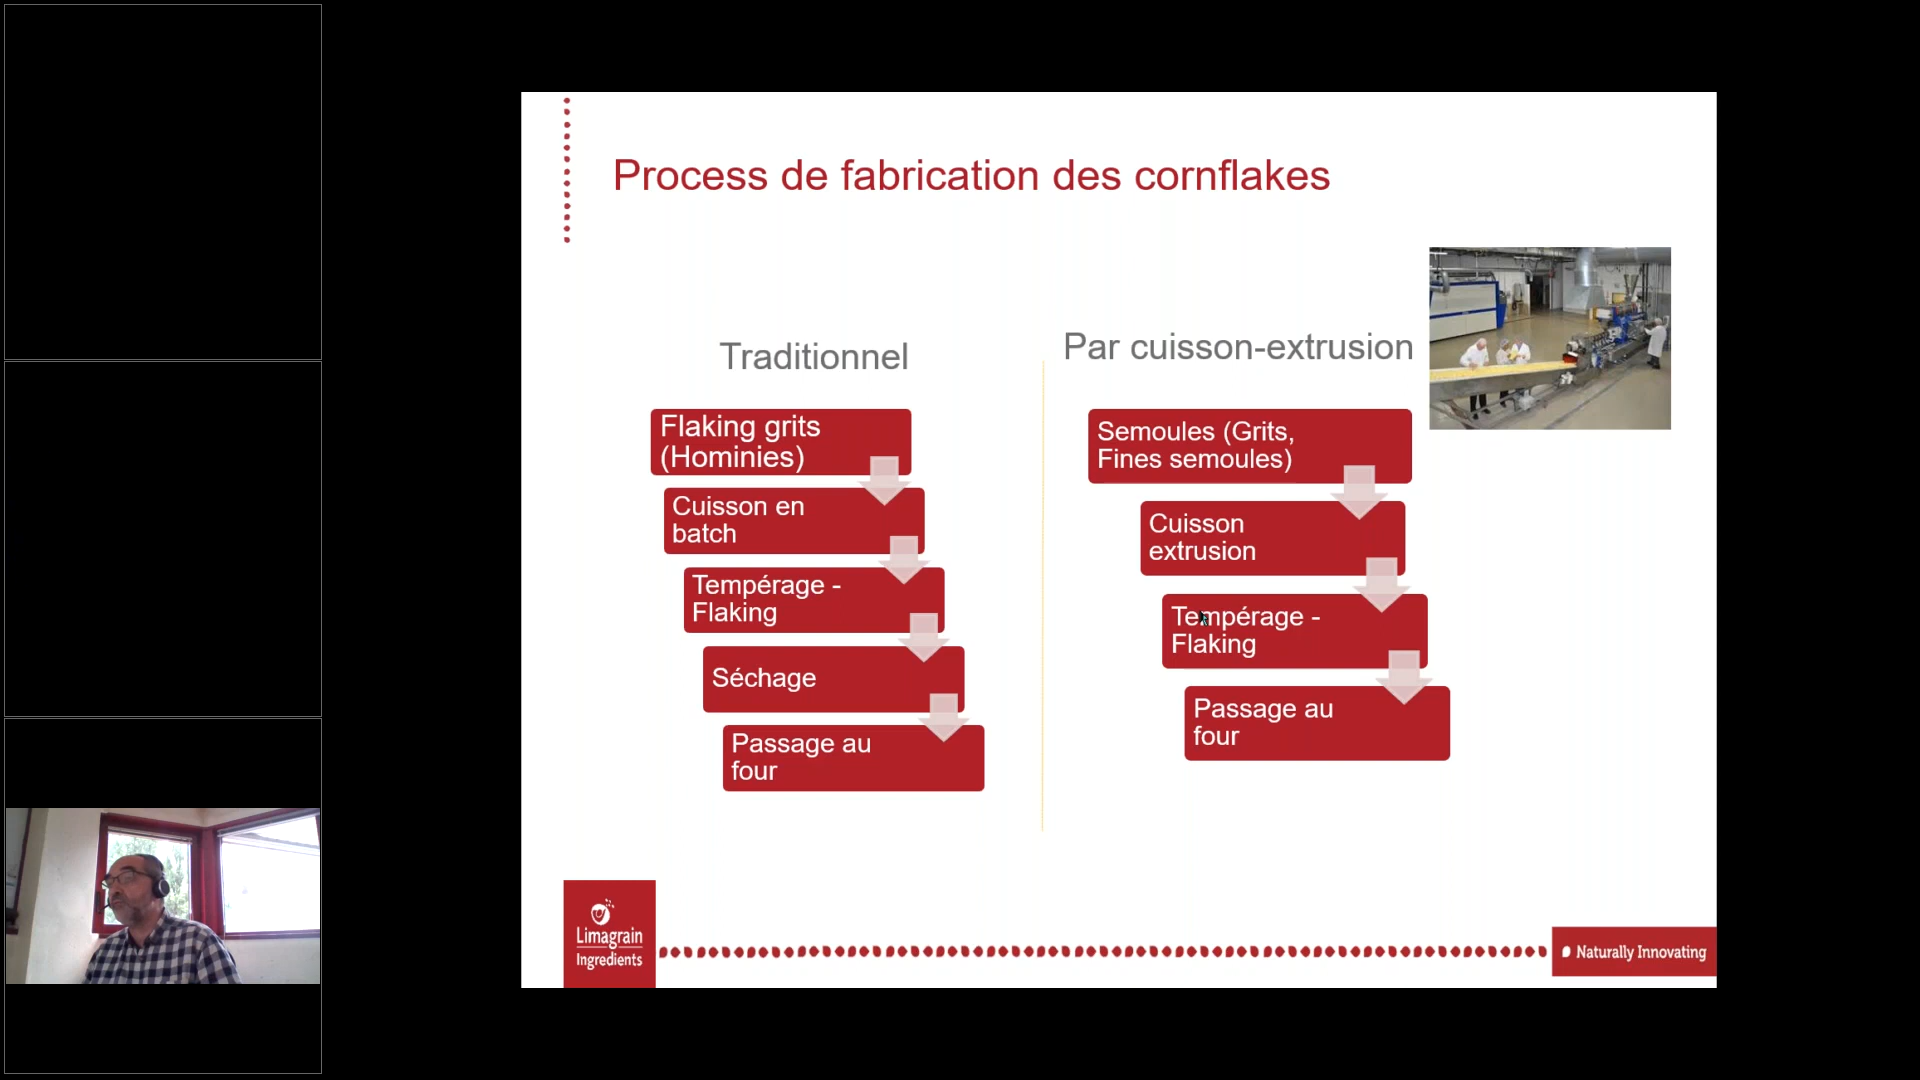 Process de fabrication des cornflakes
Traditionnel
Flaking grits
(Hominies)
Cuisson en
batch
Tempérage -
Flaking
Séchage
Passage au
four
Par cuisson-extrusion
Semoules (Grits,
Fines semoules)
Cuisson
extrusion
Tempérage -
Flaking
Passage au
four
Limagrain
Ingredients
Naturally Innovating